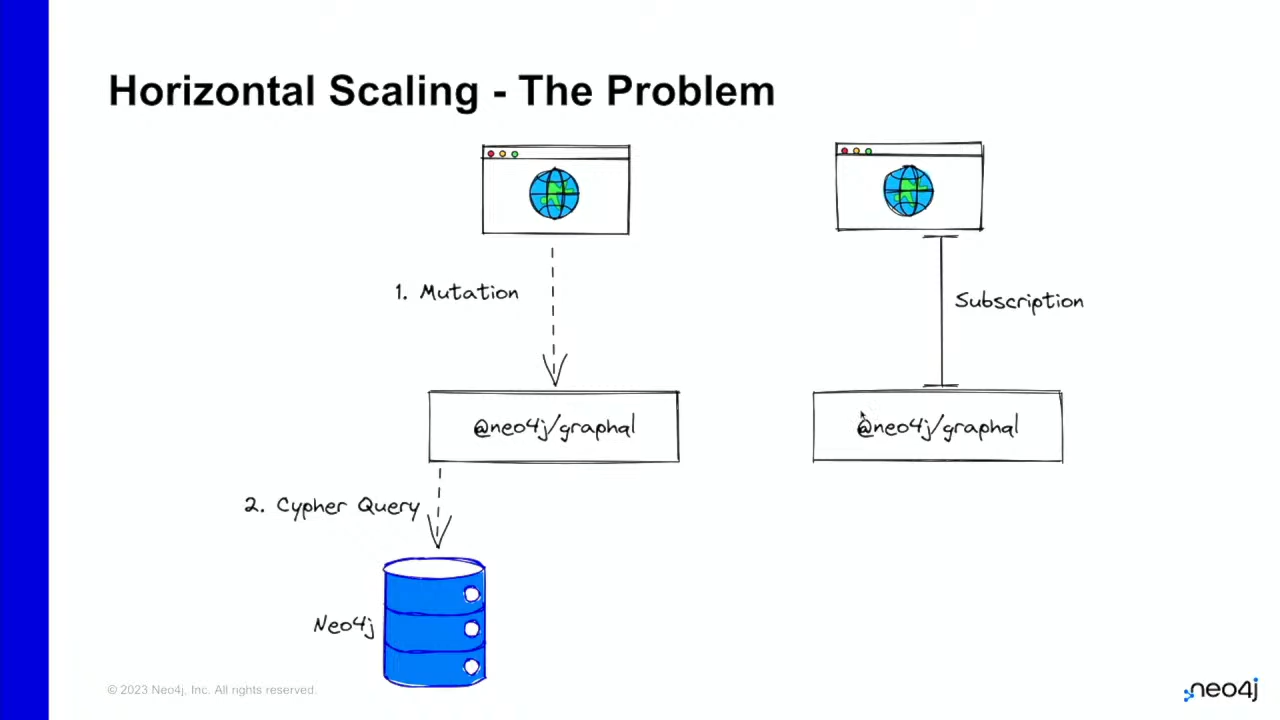 Horizontal Scaling - The Problem
1. Mutation
Subscription
@neo4j/graphql
@neo4j/graphql
2. Cypher Query
Neo4j
© 2023 Neo4j, Inc. All rights reserved.
neo4j